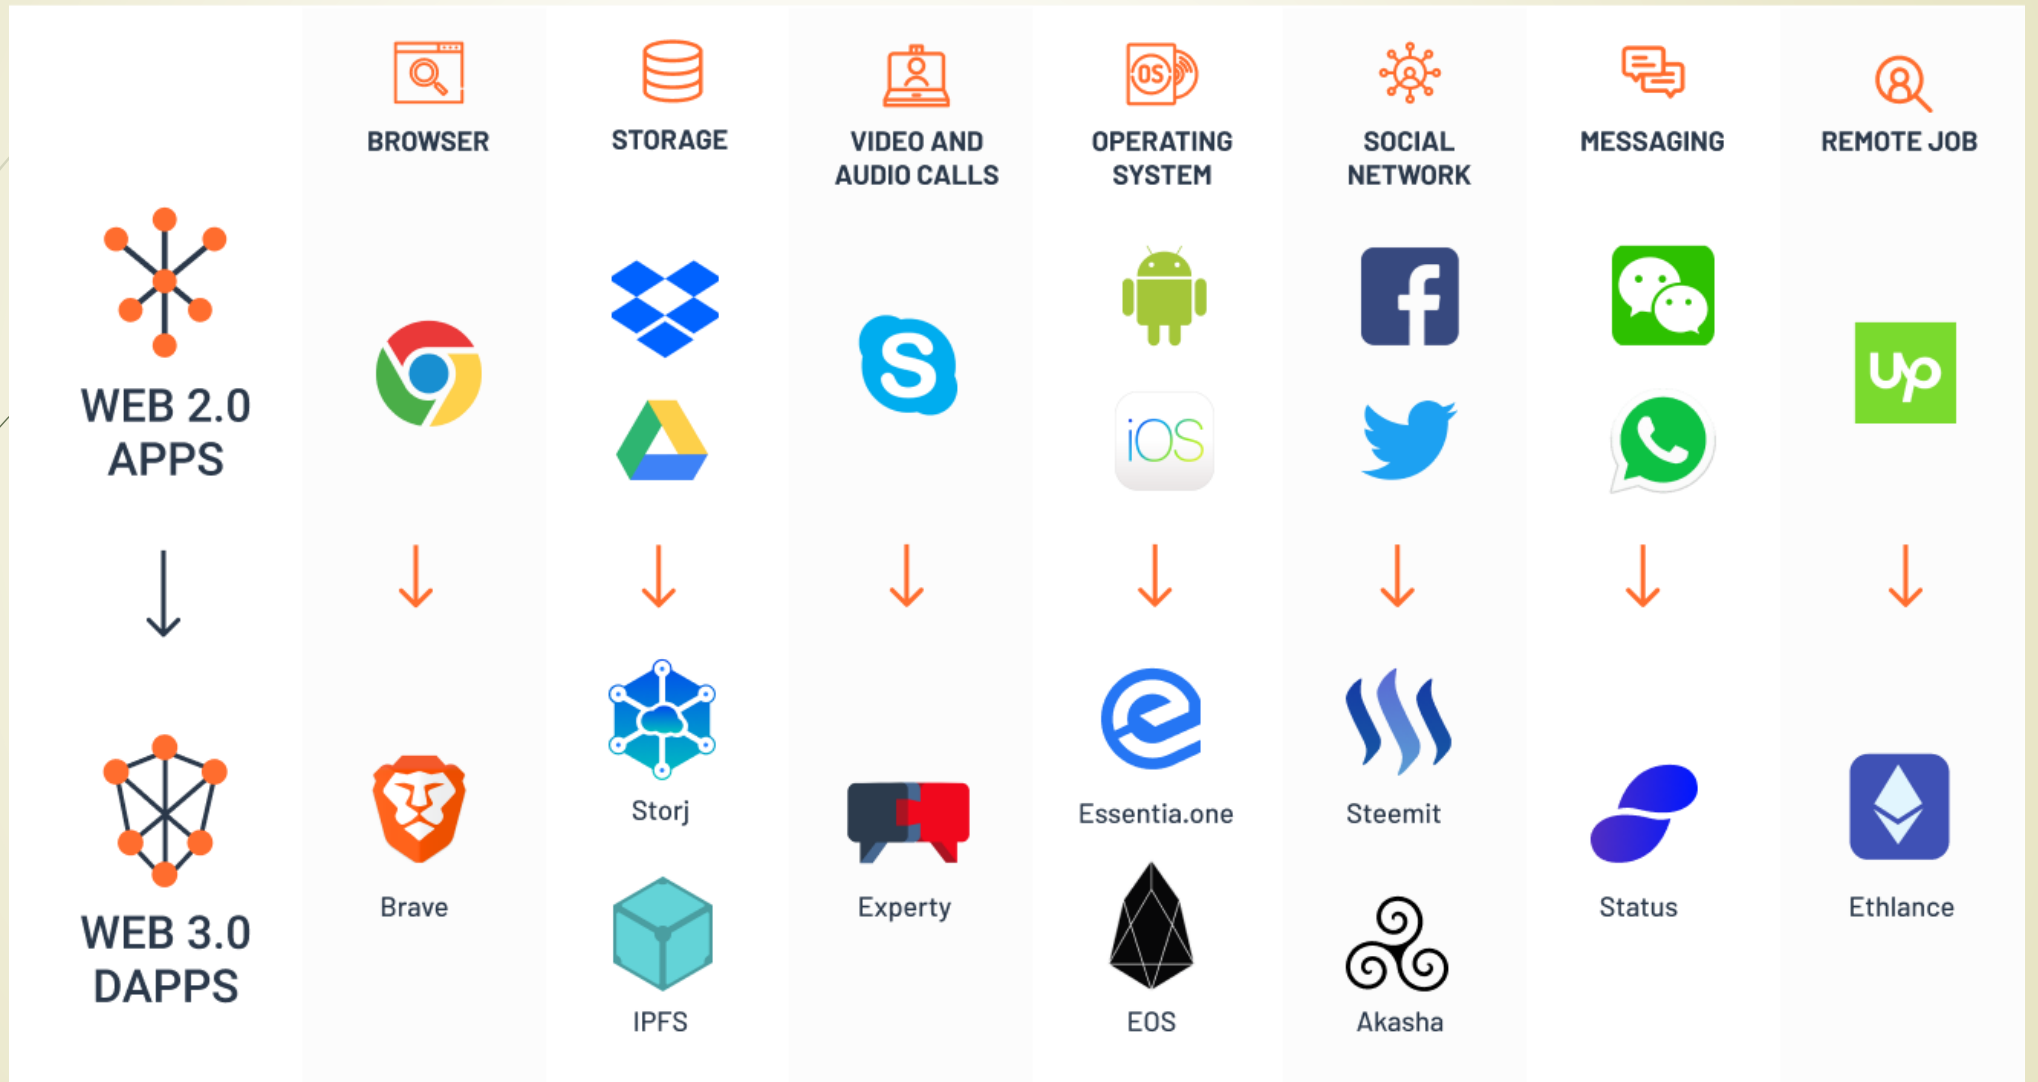 BROWSER
STORAGE
VIDEO AND
AUDIO CALLS
OS
OPERATING
SYSTEM
SOCIAL
NETWORK
MESSAGING
REMOTE JOB
WEB 2.0
APPS
S
iOS
f
up
WEB 3.0
DAPPS
Brave
Storj
IPFS
Experty
Essentia.one
EOS
Steemit
Akasha
Status
Ethlance